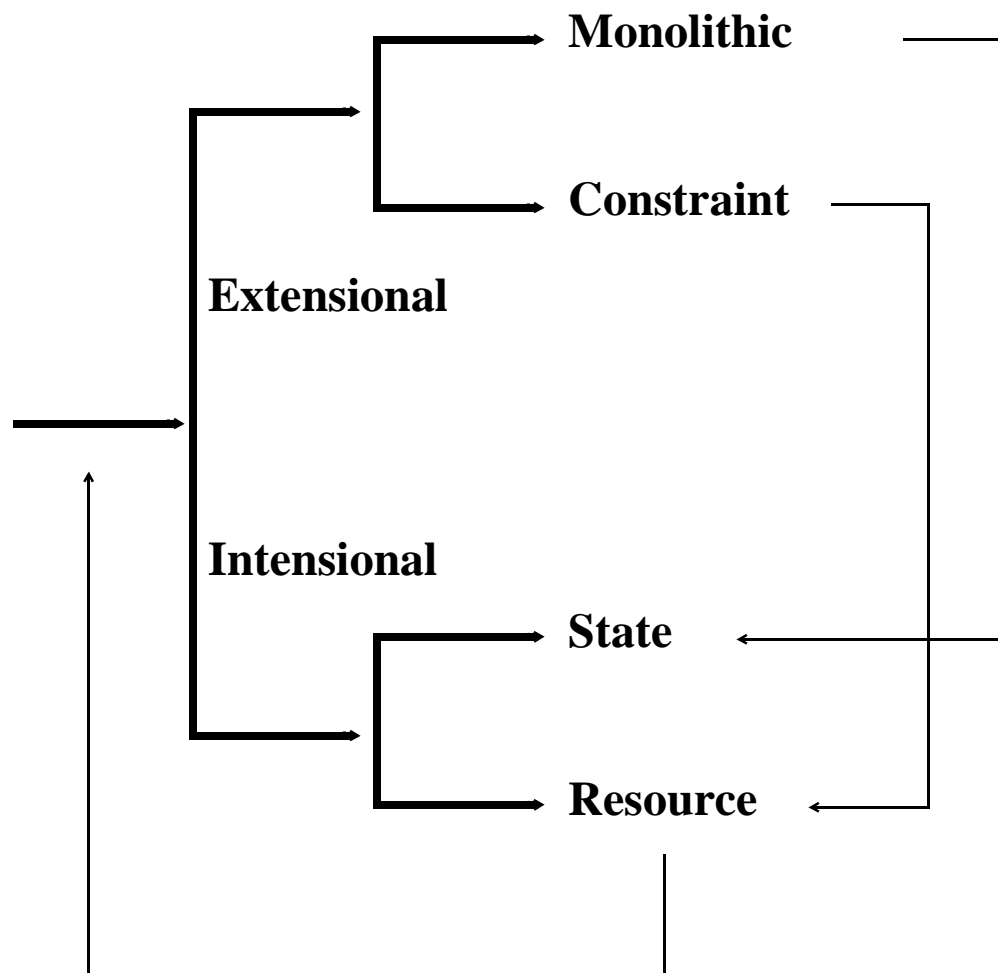 Monolithic
Constraint
Extensional
Intensional
State
Resource